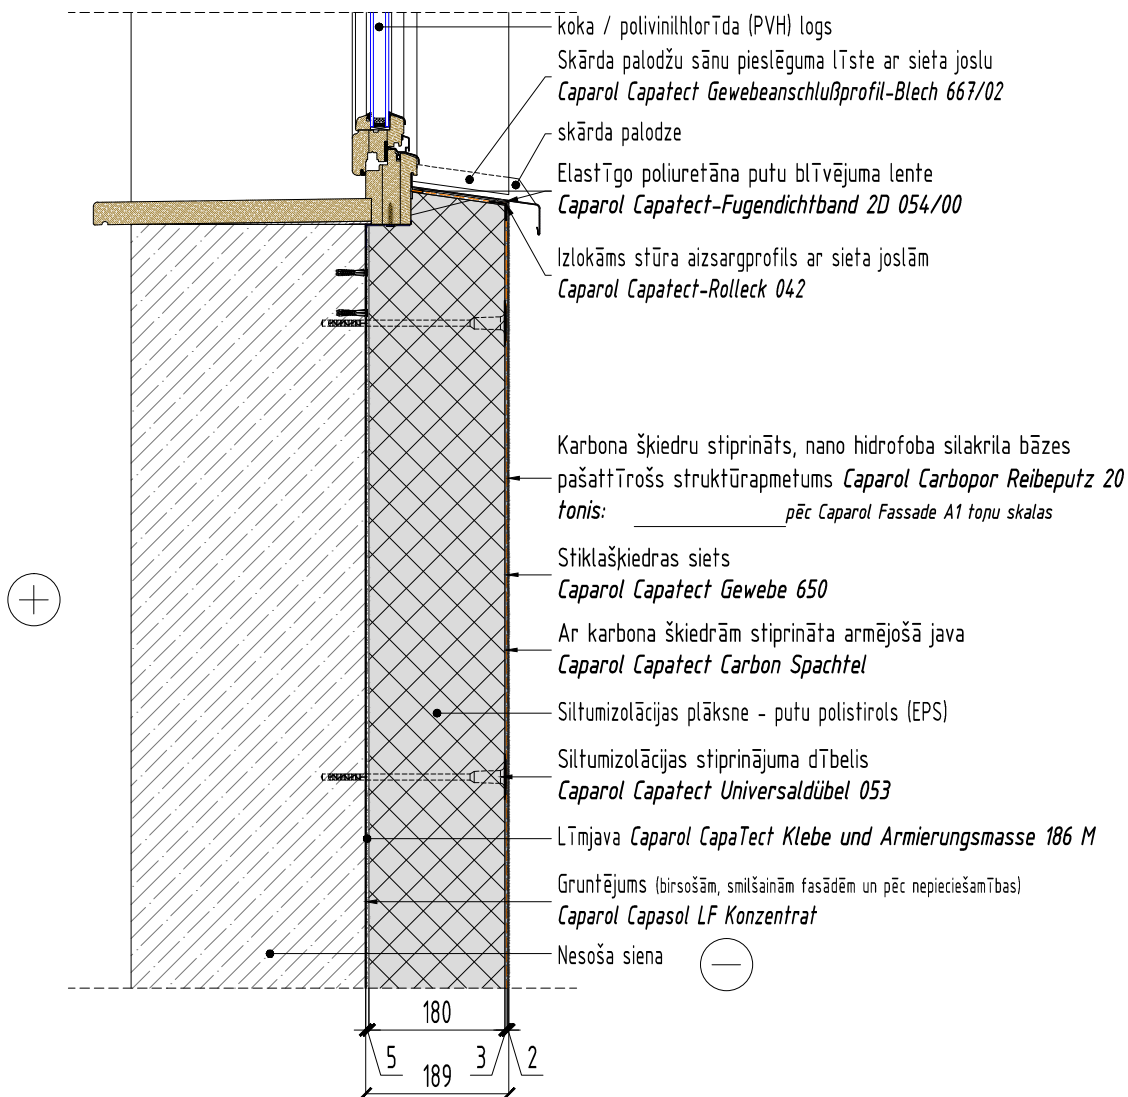 koka / polivinilhlorīda (PVH) logs
Skārda palodžu sānu pieslēguma līste ar sieta joslu
Caparol Capatect Gewebeanschlußprofil-Blech 667/02
skārda palodze
Elastīgo poliuretāna putu blīvējuma lente
Caparol Capatect-Fugendichtband 2D 054/00
Izlokāms stūra aizsargprofils ar sieta joslām
Caparol Capatect-Rolleck 042
Karbona šķiedru stiprināts, nano hidrofoba silakrila bāzes
pašattīrošs struktūrapmetums Caparol Carbopor Reibeputz 20
tonis: ______________ pēc Caparol Fassade A1 toņu skalas
Stiklašķiedras siets
Caparol Capatect Gewebe 650
Ar karbona šķiedrām stiprināta armējošā java
Caparol Capatect Carbon Spachtel
Siltumizolācijas plāksne - putu polistirols (EPS)
Siltumizolācijas stiprinājuma dībelis
Caparol Capatect Universaldübel 053
Līmjava Caparol CapaTect Klebe und Armierungsmasse 186 M
Gruntējums (birsošām, smilšainām fasādēm un pēc nepieciešamības)
Caparol Capasol LF Konzentrat
Nesoša siena
180
5 3 2
189